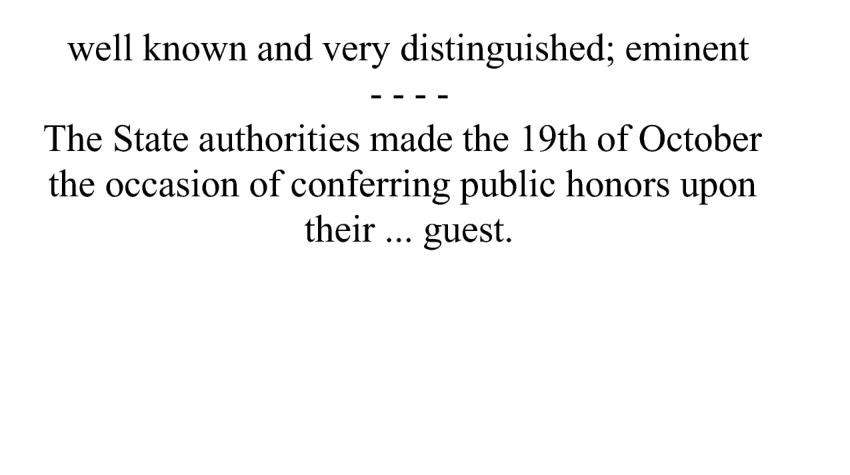 well known and very distinguished; eminent
- - - -
The State authorities made the 19th of October
the occasion of conferring public honors upon
their ... guest.